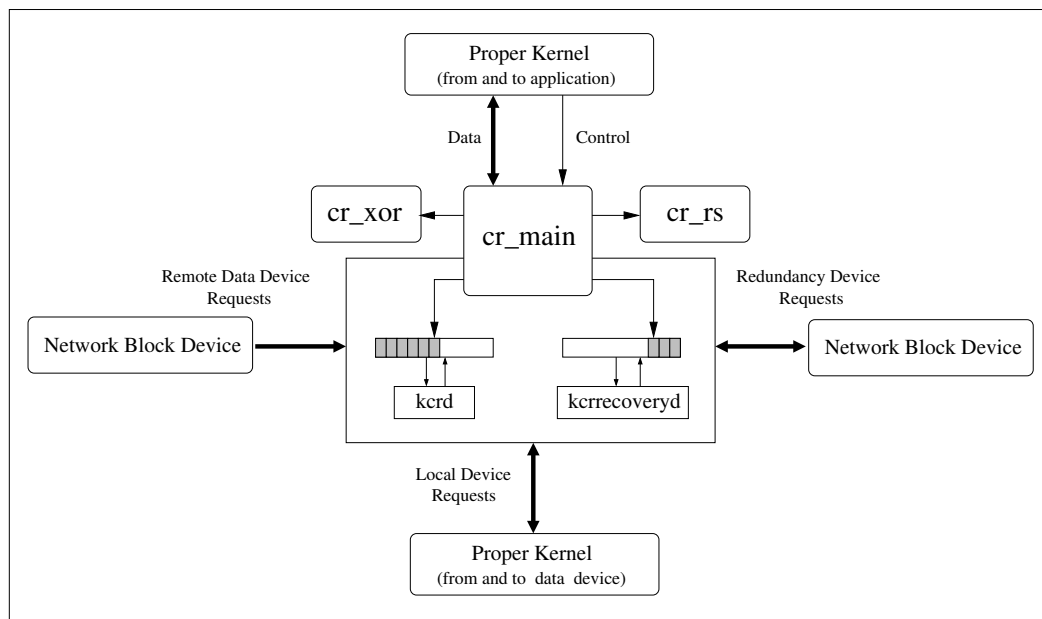 Proper Kernel
(from and to application)
Data
Control
cr_xor
cr_main
cr_rs
Remote Data Device
Requests
Redundancy Device
Requests
Network Block Device
Network Block Device
kcrd
kcrrecoveryd
Local Device
Requests
Proper Kernel
(from and to data device)